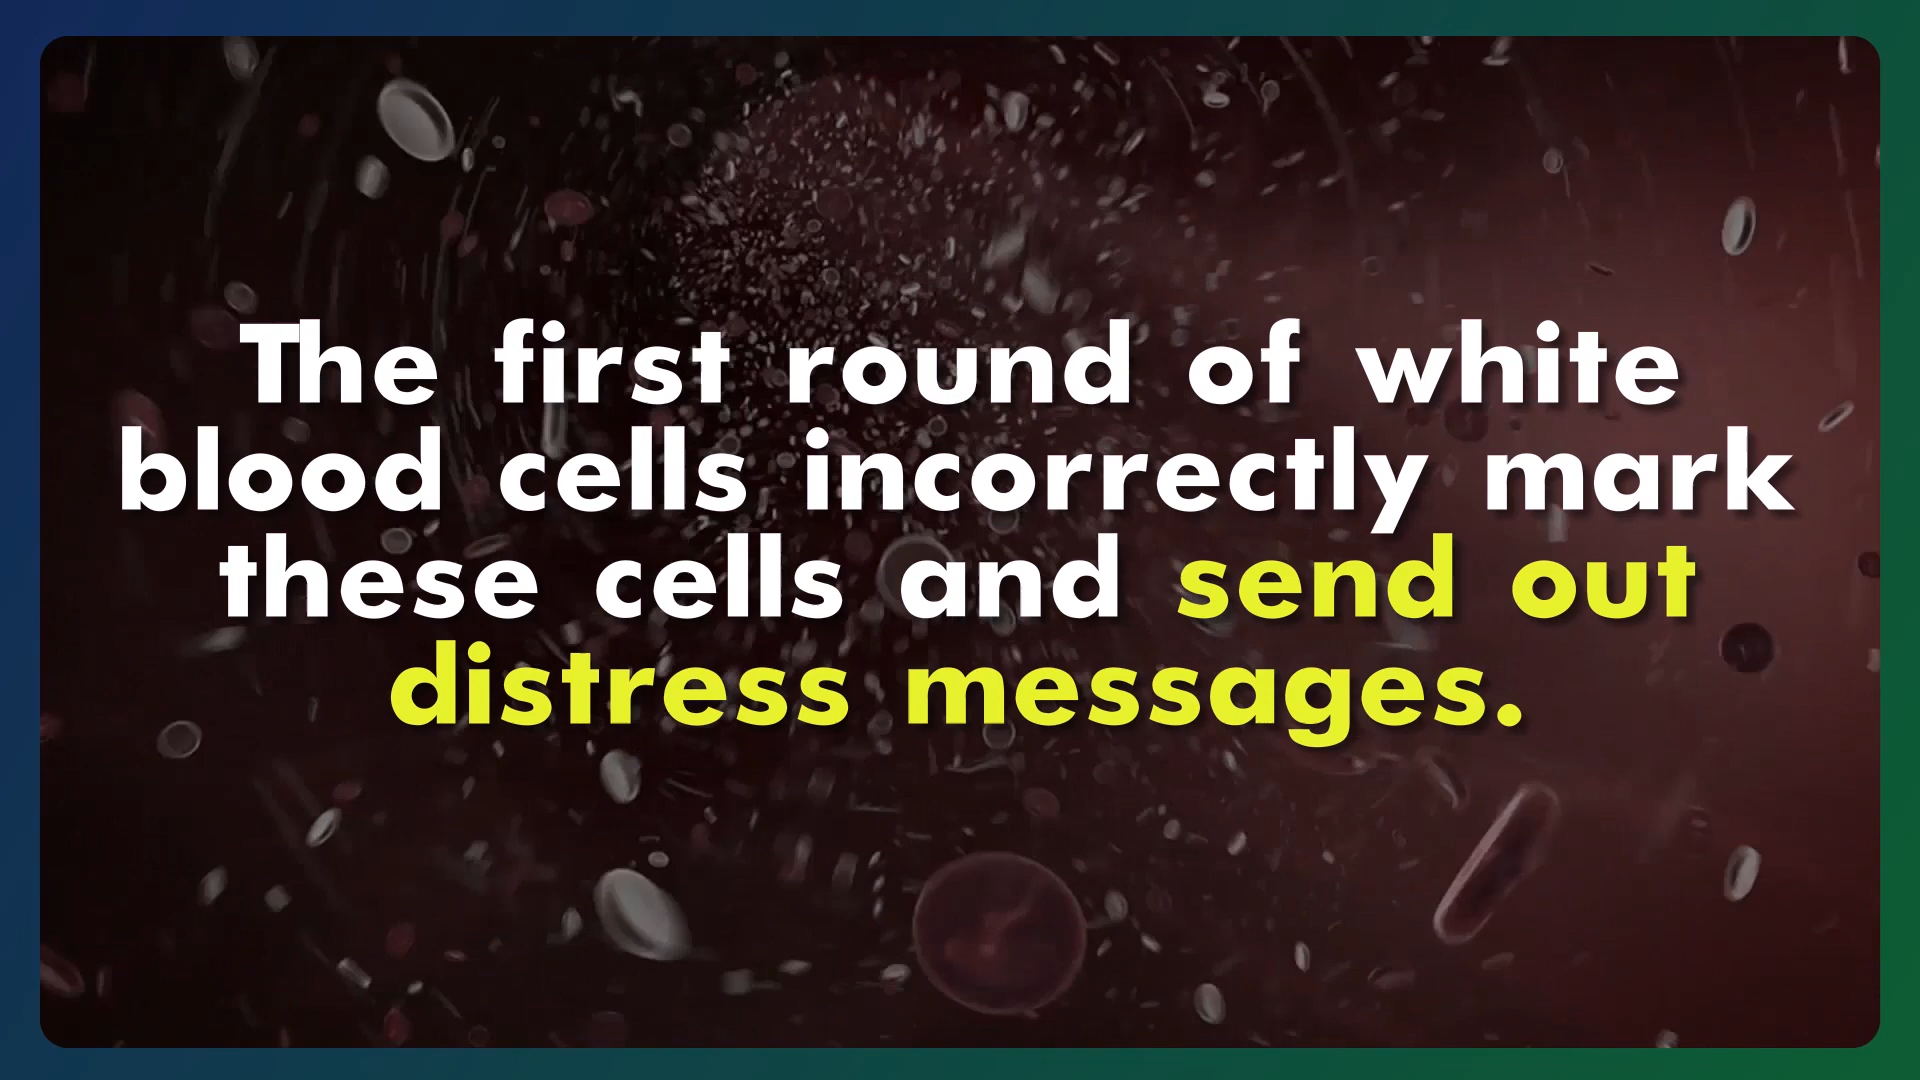 The first round of white
blood cells incorrectly mark
these cells and send out
distress messages.